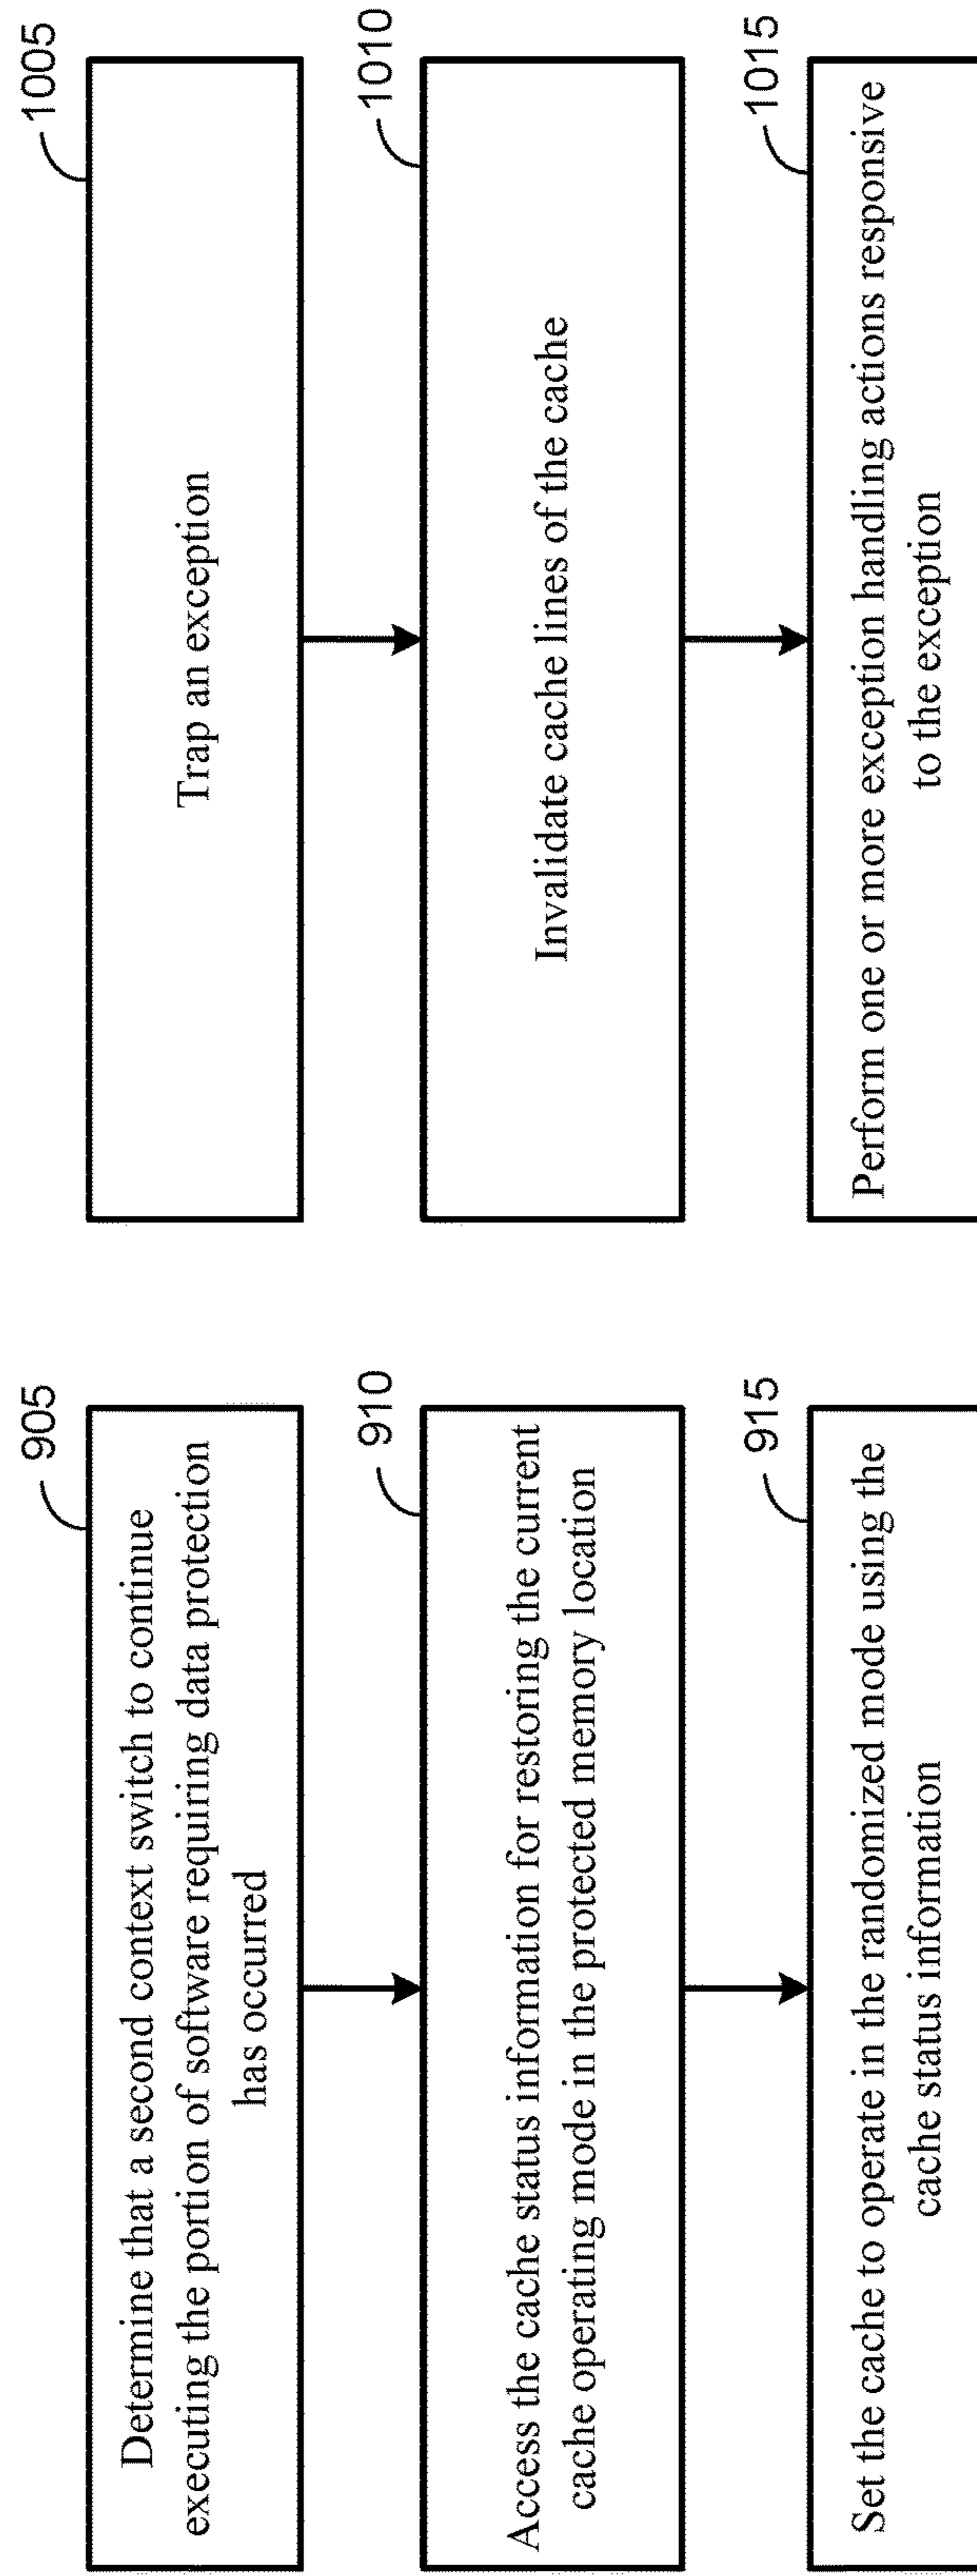 905
Determine that a second context switch to continue
executing the portion of software requiring data protection
has occurred
910
Access the cache status information for restoring the current
cache operating mode in the protected memory location
915
Set the cache to operate in the randomized mode using the
cache status information
1005
Trap an exception
1010
Invalidate cache lines of the cache
1015
Perform one or more exception handling actions responsive
to the exception